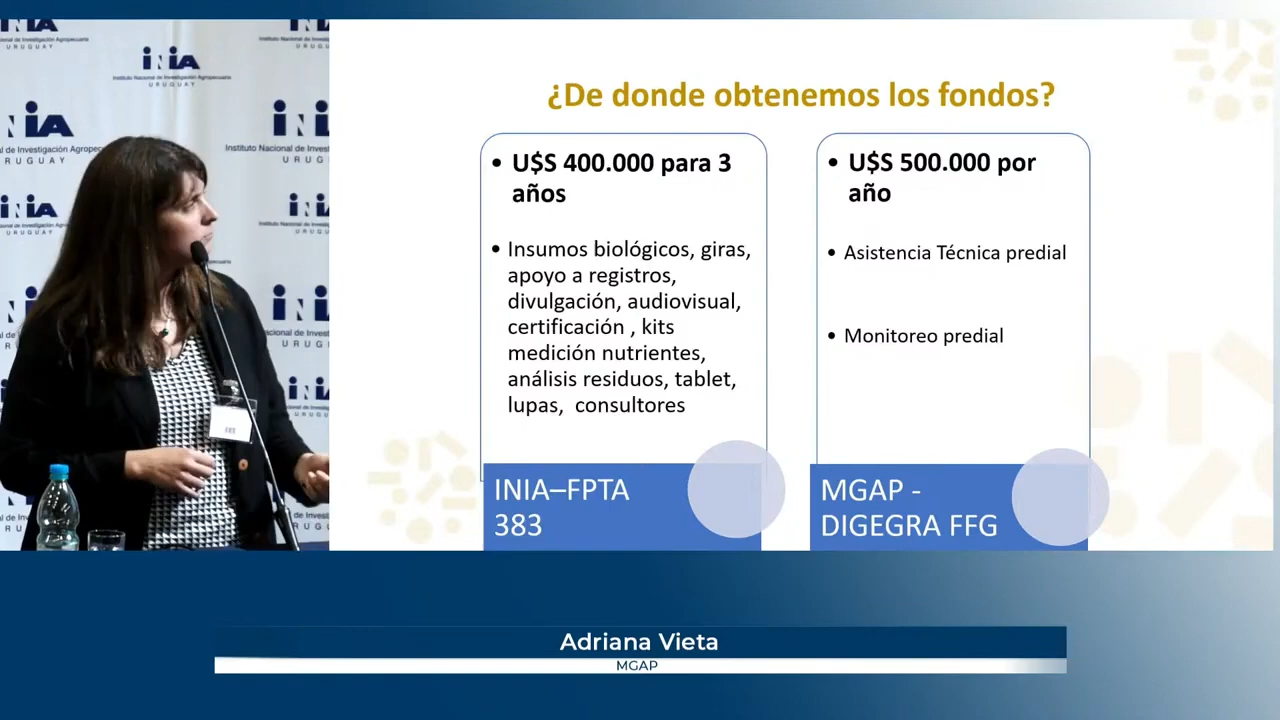 INIA
Instituto Nacional de Investigación Agropecuaria
URUGUAY
¿De donde obtenemos los fondos?
• U$S 400.000 para 3
años
• Insumos biológicos, giras,
apoyo a registros,
divulgación, audiovisual,
certificación , kits
medición nutrientes,
análisis residuos, tablet,
lupas, consultores
INIA–FPTA
383
• U$S 500.000 por
año
• Asistencia Técnica predial
• Monitoreo predial
MGAP -
DIGEGRA FFG
Adriana Vieta
MGAP